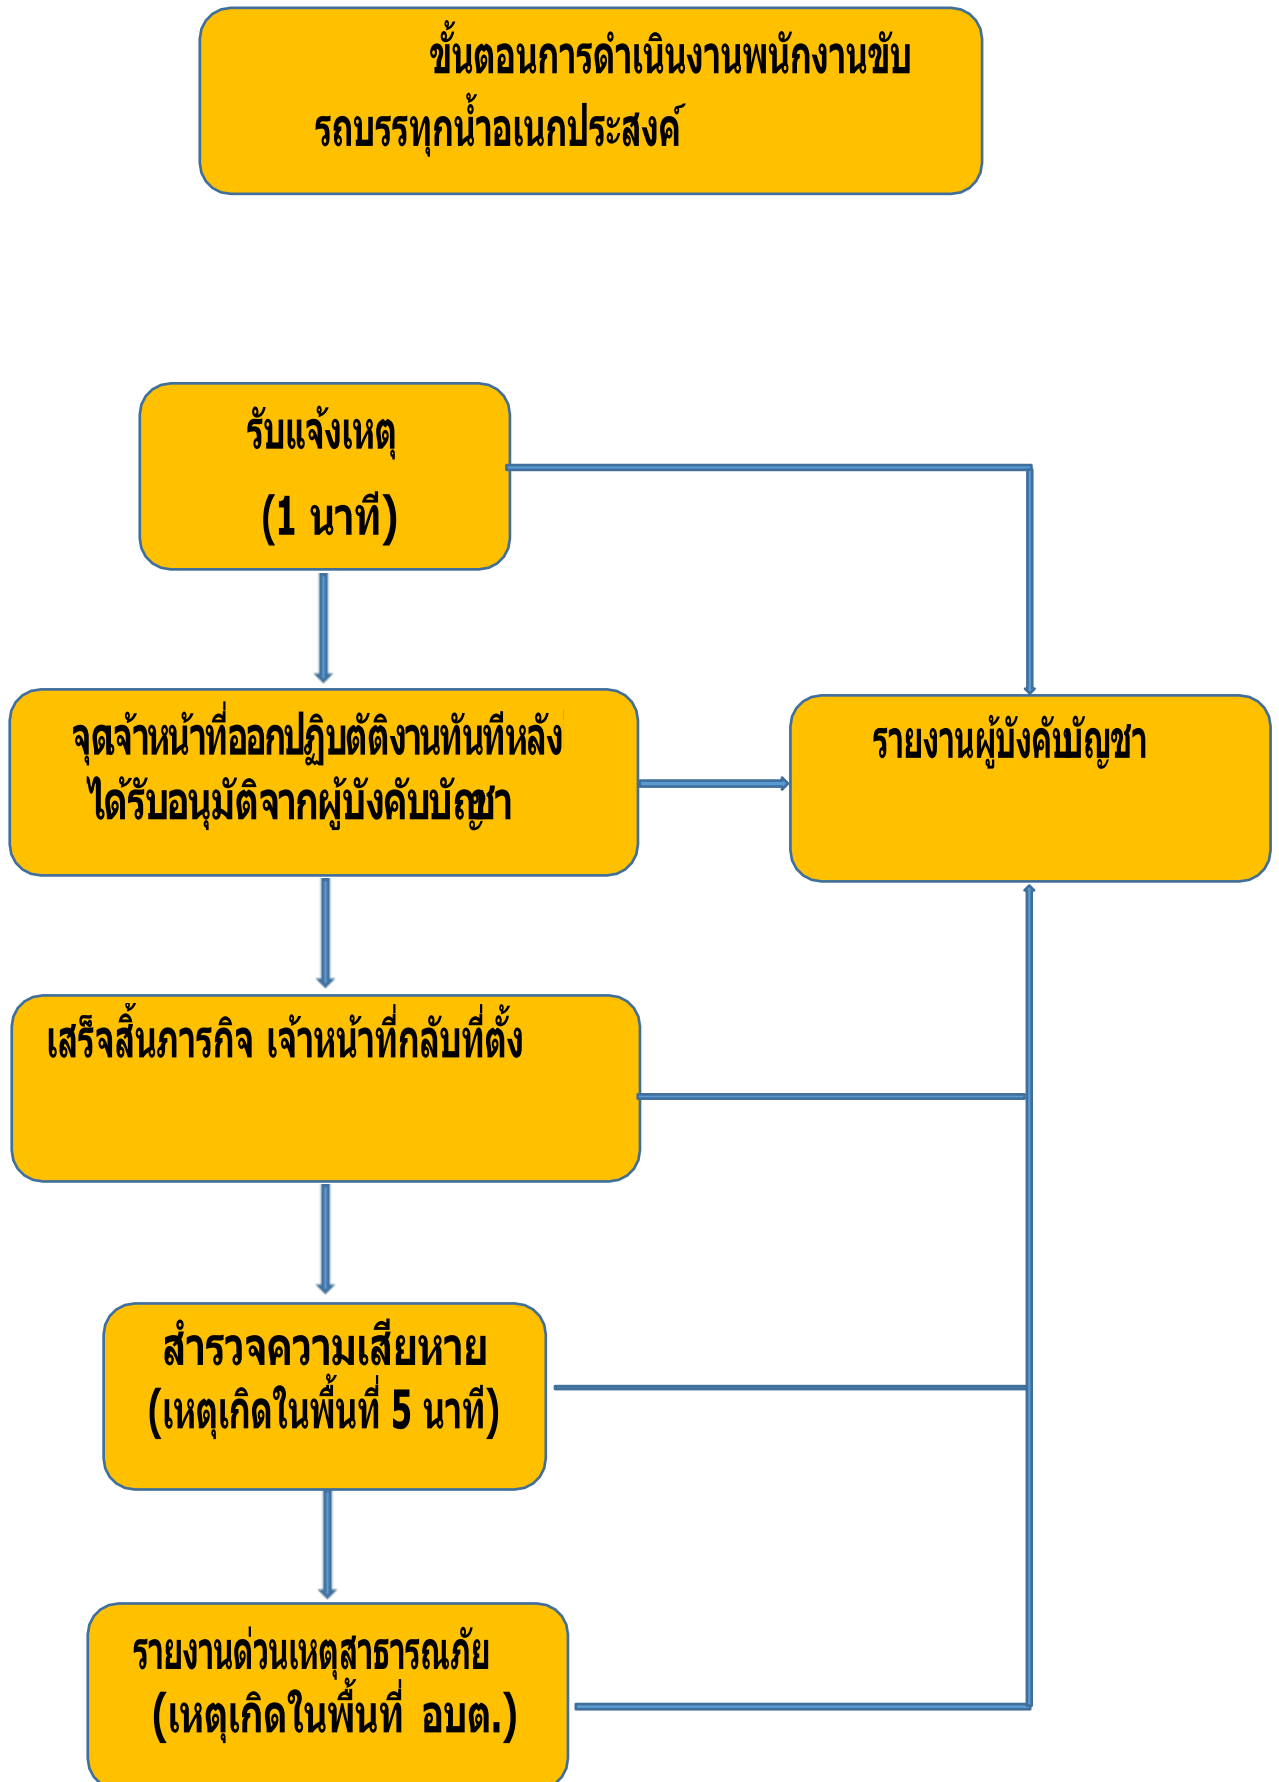 ขั้นตอนการดำเนินงานพนักงานขับ
รถบรรทุกน้ำอเนกประสงค์
รับแจ้งเหตุ
(1 นาที)
จุดเจ้าหน้าที่ออกปฏิบัติงานทันทีหลัง
ได้รับอนุมัติจากผู้บังคับบัญชา
รายงานผู้บังคับบัญชา
เสร็จสิ้นภารกิจ เจ้าหน้าที่กลับที่ตั้ง
สำรวจความเสียหาย
(เหตุเกิดในพื้นที่ 5 นาที)
รายงานด่วนเหตุสาธารณภัย
(เหตุเกิดในพื้นที่ อบต.)